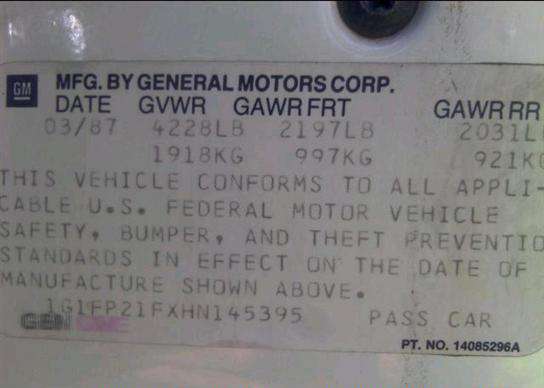 GM MFG. BY GENERAL MOTORS CORP.
DATE GVWR GAWR FRT GAWR RR
03/87 4228LB 2197LB 2031L
1918KG 997KG 921KG
THIS VEHICLE CONFORMS TO ALL APPLI-
CABLE U.S. FEDERAL MOTOR VEHICLE
SAFETY, BUMPER, AND THEFT PREVENTIO
STANDARDS IN EFFECT ON THE DATE OF
MANUFACTURE SHOWN ABOVE.
1G1FP21FXHN145395 PASS CAR
PT. NO. 14085296A